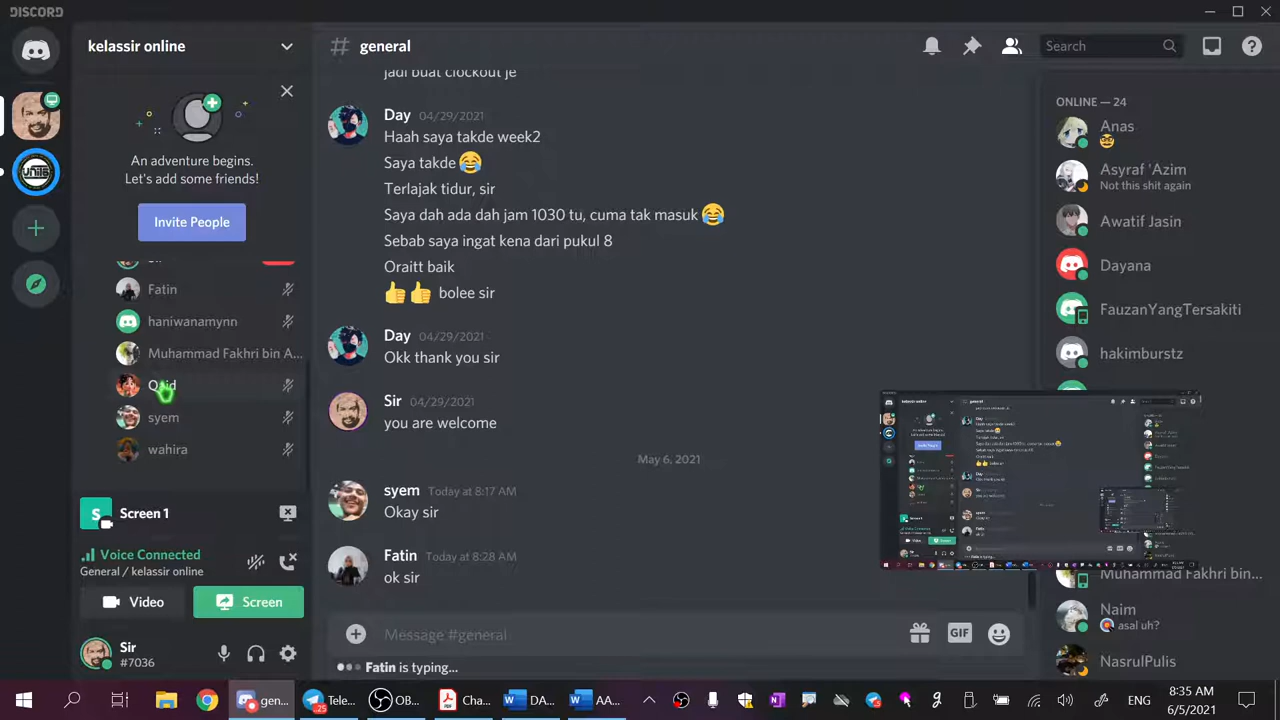 DISCORD
kelassir online
general
Search
An adventure begins.
Let's add some friends!
Invite People
Fatin
haniwanamynn
Muhammad Fakhri bin A...
syem
wahira
Screen 1
Voice Connected
General / kelassir online
Video
Screen
Sir
#7036
jadi buat clockout je
Day 04/29/2021
Haah saya takde week2
Saya takde 😂
Terlajak tidur, sir
Saya dah ada dah jam 1030 tu, cuma tak masuk 😂
Sebab saya ingat kena dari pukul 8
Oraitt baik
👍 👍 bolee sir
Day 04/29/2021
Okk thank you sir
Sir 04/29/2021
you are welcome
May 6, 2021
syem Today at 8:17 AM
Okay sir
Fatin Today at 8:28 AM
ok sir
Message #general
GIF
Fatin is typing...
ONLINE — 24
Anas
🤓
Asyraf 'Azim
Not this shit again
Awatif Jasin
Dayana
FauzanYangTersakiti
hakimburstz
Muhammad Fakhri bin...
Naim
🎯 asal uh?
NasrulPulis
UNITS
gen...
Tele...
25
OB...
Cha...
DA...
AA...
ENG
8:35 AM
6/5/2021